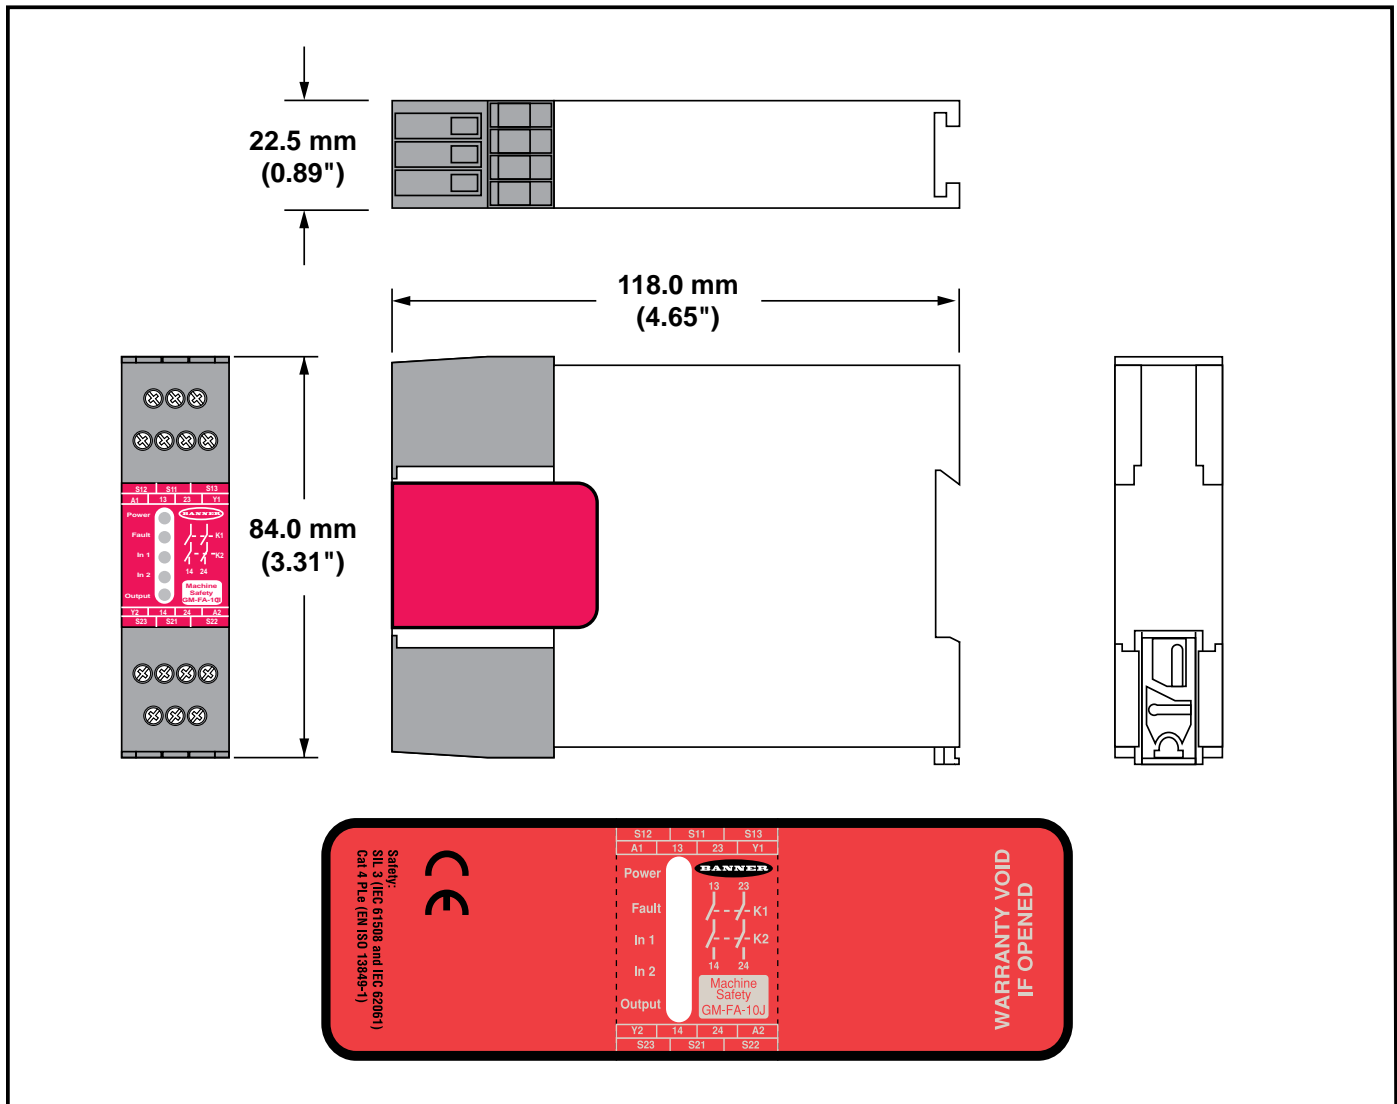 22.5 mm
(0.89")
118.0 mm
(4.65")
84.0 mm
(3.31")
S12 S11 S13
A1 13 23 Y1
Power BANNER
Fault K1
In 1 K2
In 2 14 24
Machine
Safety
Output
Y2 14 24 A2
S23 S21 S22
S12 S11 S13
A1 13 23 Y1
Power BANNER
13 23
Fault K1
In 1 K2
In 2 14 24
Machine
Safety
Output GM-FA-10J
Y2 14 24 A2
S23 S21 S22
Safety:
SIL 3 (IEC 61508 and IEC 62061)
Cat 4 PLe (EN ISO 13849-1)
CE
WARRANTY VOID
IF OPENED